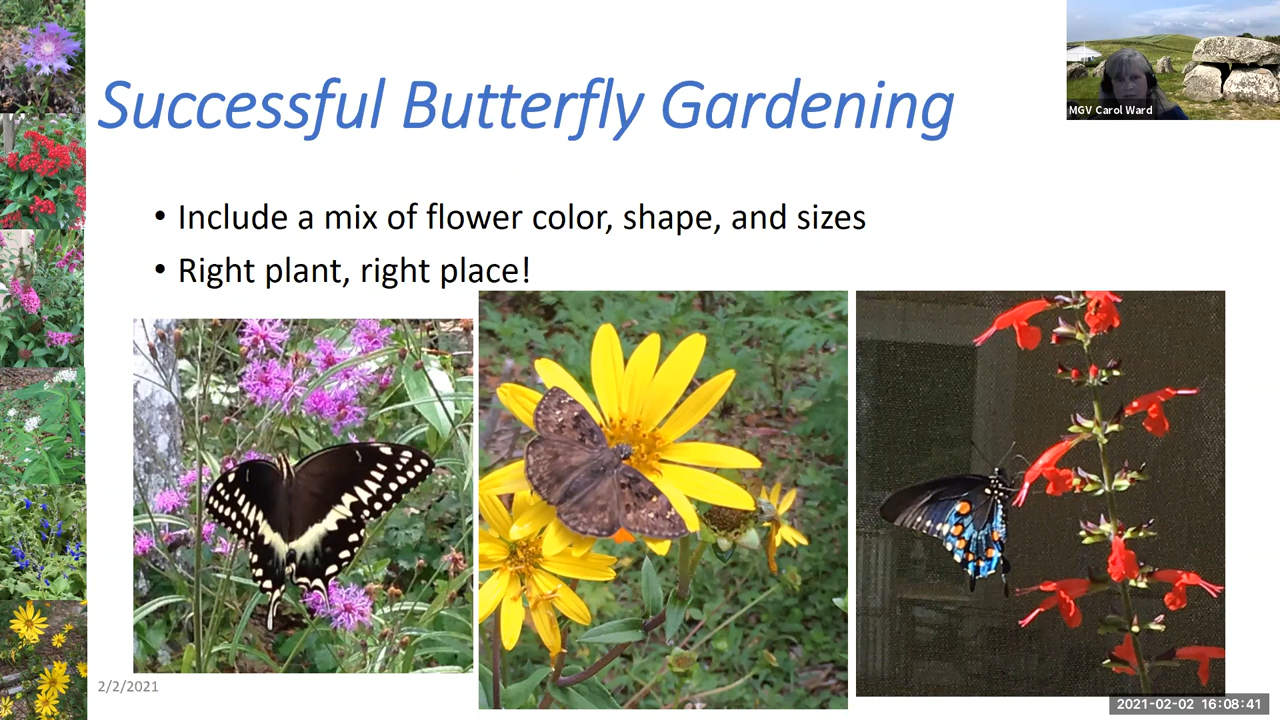 Successful Butterfly Gardening
MGV Carol Ward
• Include a mix of flower color, shape, and sizes
• Right plant, right place!
2/2/2021
2021-02-02 16:08:41